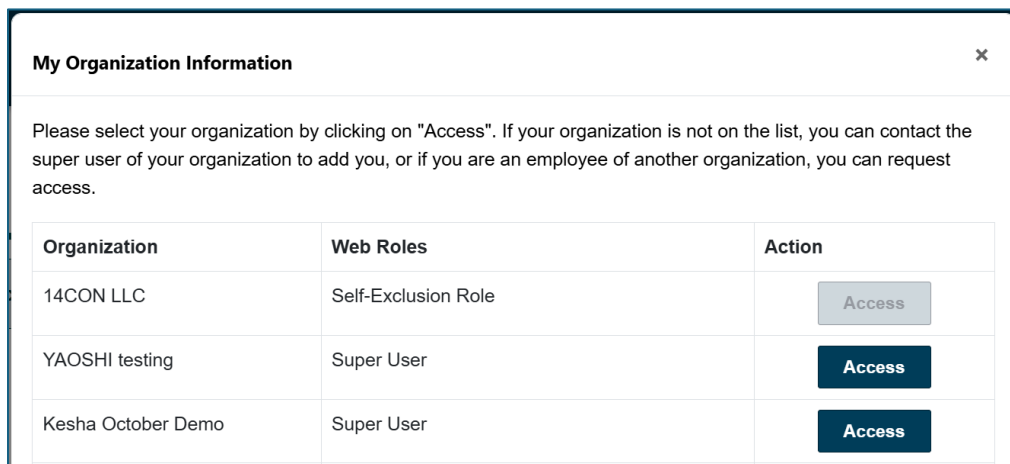 My Organization Information ×
Please select your organization by clicking on "Access". If your organization is not on the list, you can contact the
super user of your organization to add you, or if you are an employee of another organization, you can request
access.
Organization Web Roles Action
14CON LLC Self-Exclusion Role Access
YAOSHI testing Super User Access
Kesha October Demo Super User Access